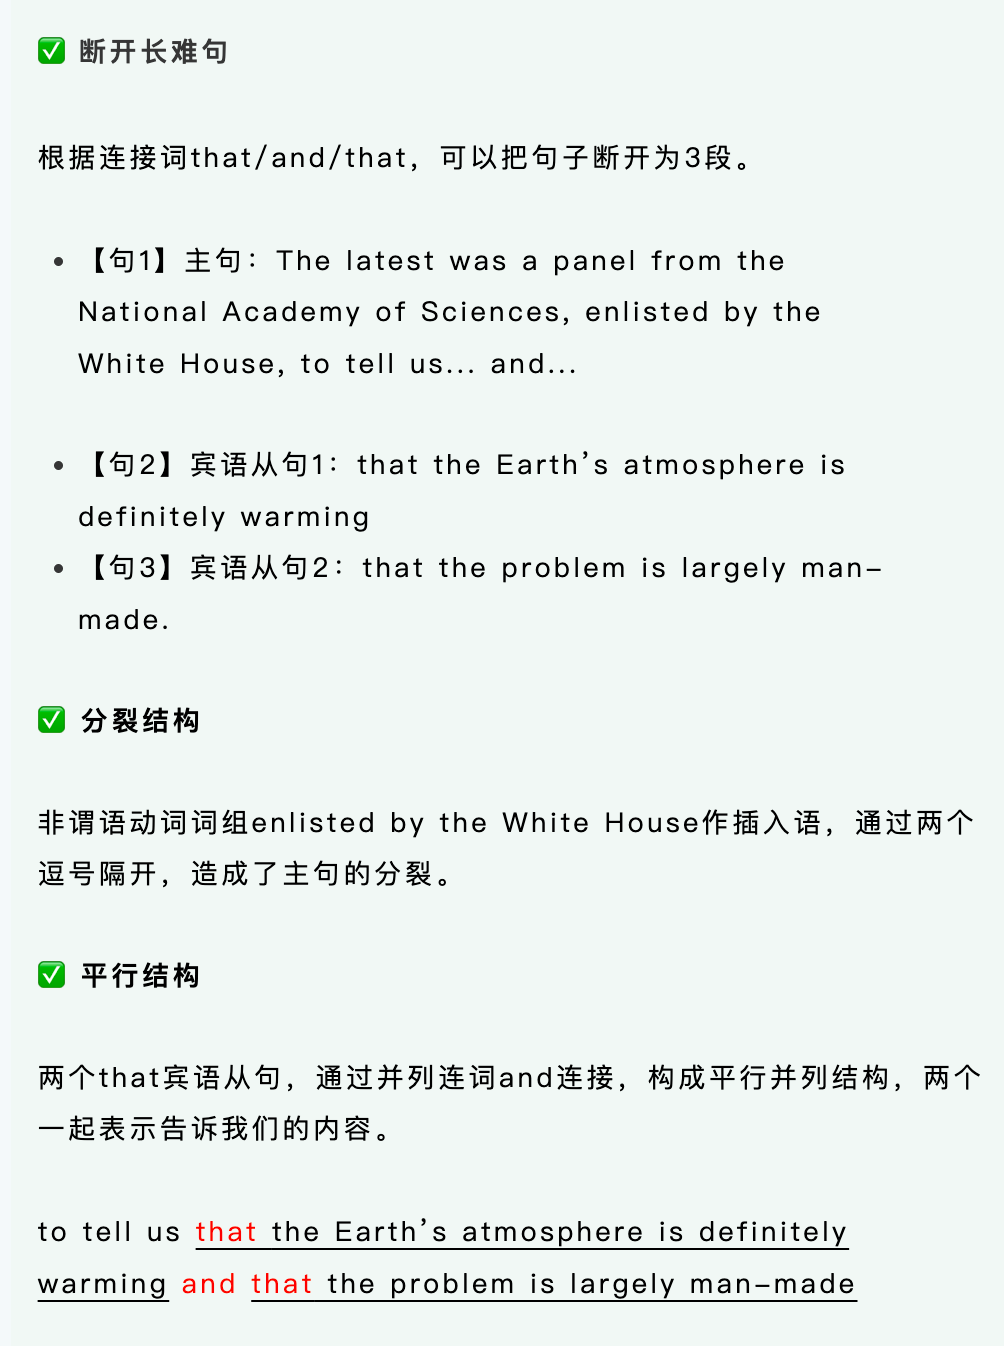 ✅ 断开长难句
根据连接词that/and/that，可以把句子断开为3段。
• 【句1】主句：The latest was a panel from the
National Academy of Sciences, enlisted by the
White House, to tell us... and...
• 【句2】宾语从句1：that the Earth’s atmosphere is
definitely warming
• 【句3】宾语从句2：that the problem is largely man-
made.
✅ 分裂结构
非谓语动词词组enlisted by the White House作插入语，通过两个
逗号隔开，造成了主句的分裂。
✅ 平行结构
两个that宾语从句，通过并列连词and连接，构成平行并列结构，两个
一起表示告诉我们的内容。
to tell us that the Earth’s atmosphere is definitely
warming and that the problem is largely man-made